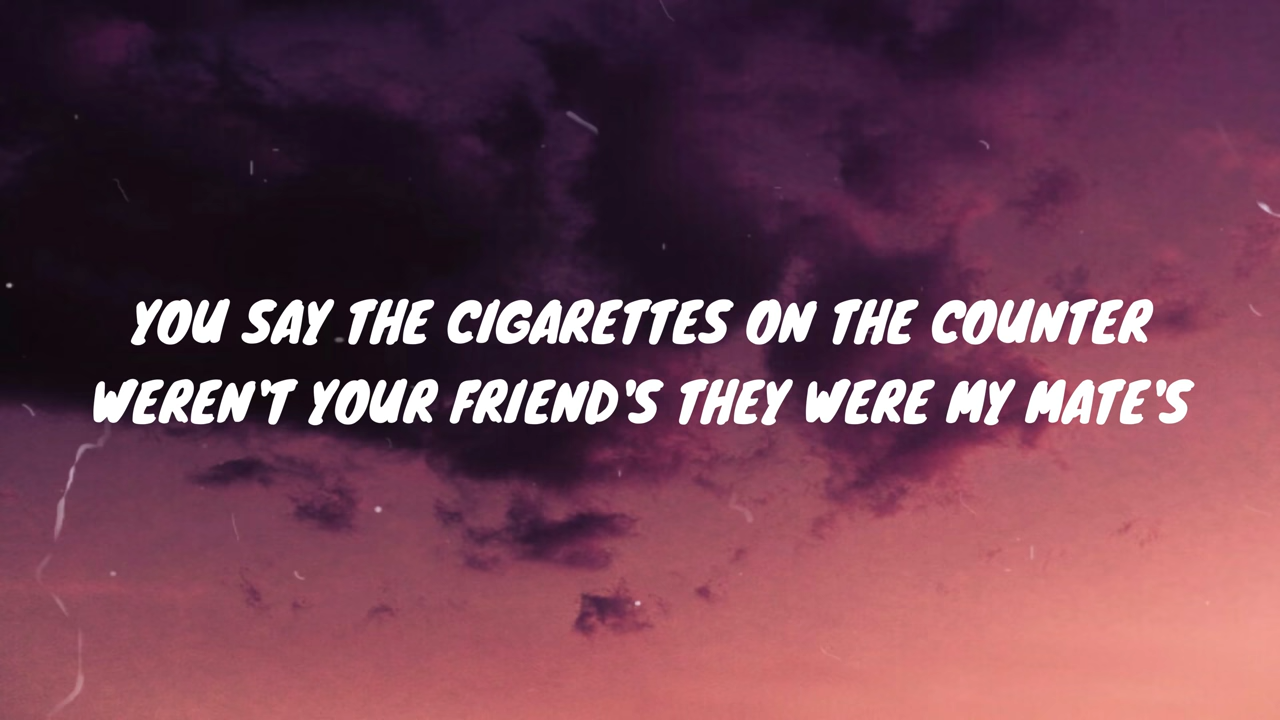 YOU SAY THE CIGARETTES ON THE COUNTER
WEREN'T YOUR FRIEND'S THEY WERE MY MATE'S